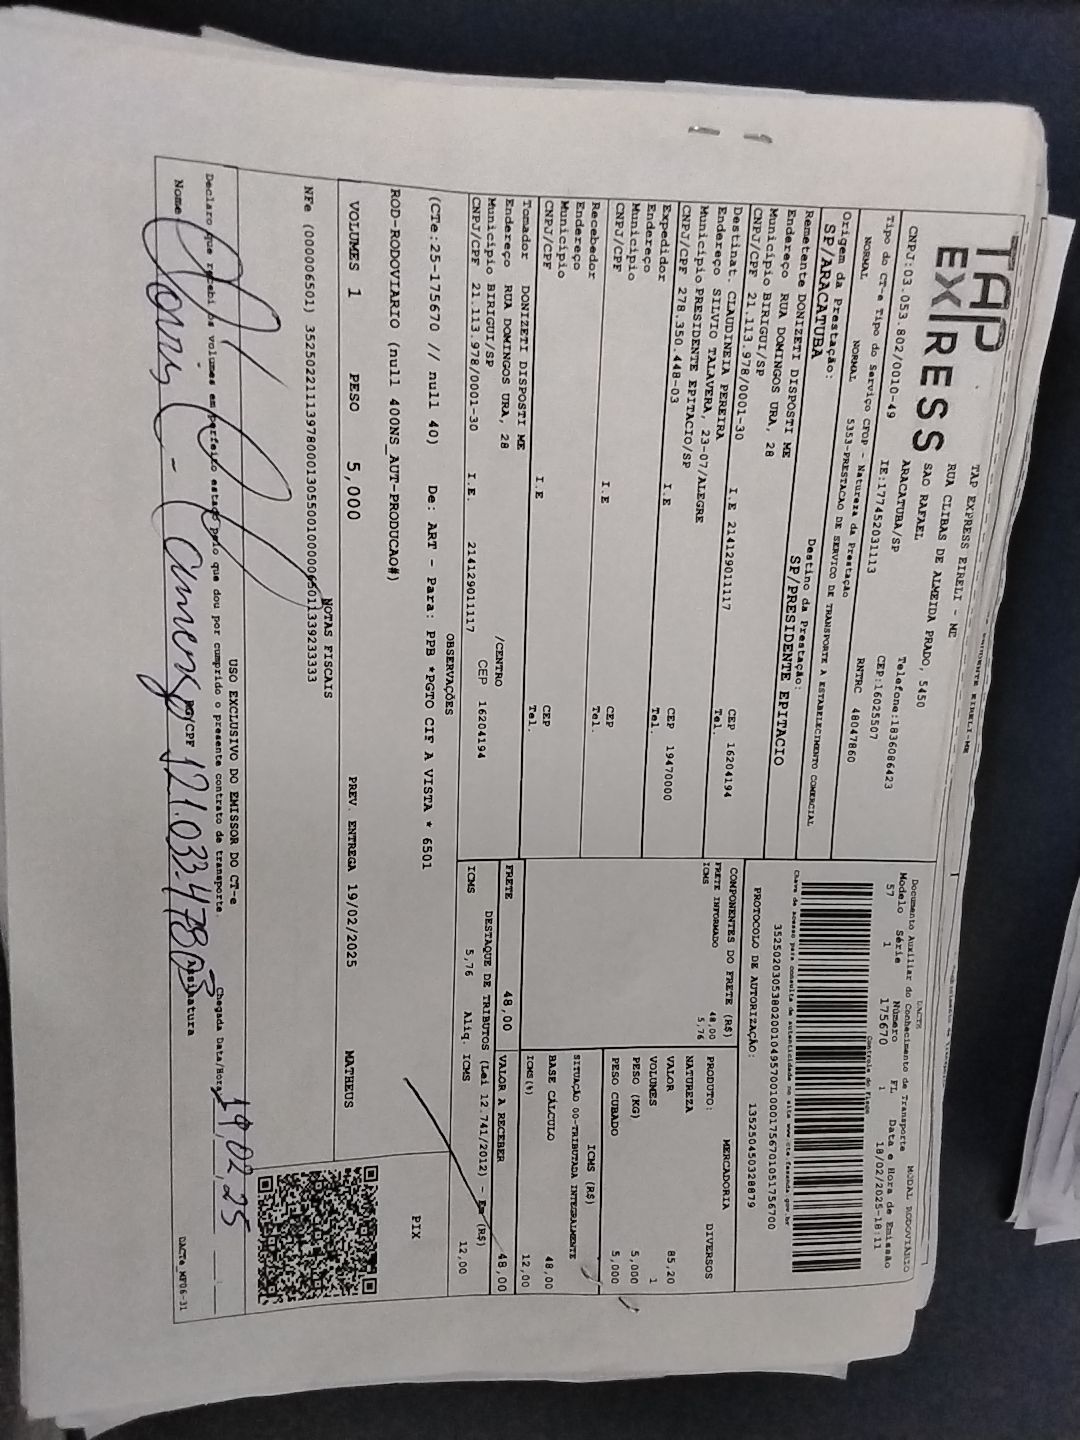 TAP EXPRESS
TAP EXPRESS EIRELI - ME
RUA CLIBAS DE ALMEIDA PRADO, 5450
SAO RAFAEL
ARACATUBA/SP
Telefone:1836086423
CNPJ:03.053.802/0010-49
IE:177452031113
CEP:16025507
RNTRC 48047860
Tipo do CT-e Tipo do Serviço CFOP - Natureza da Prestação
NORMAL NORMAL 5353-PRESTACAO DE SERVICO DE TRANSPORTE A ESTABELECIMENTO COMERCIAL
Origem da Prestação: Destino da Prestação:
SP/ARACATUBA SP/PRESIDENTE EPITACIO
DACTE
MODAL RODOVIÁRIO
Documento Auxiliar do Conhecimento de Transporte
Modelo Série Número FL Data e Hora de Emissão
57 1 175670 1 18/02/2025-18:11
Controle do Fisco
Chave de acesso para consulta de autenticidade no site www.cte.fazenda.gov.br
35250203053802001049570010001756701051756700
PROTOCOLO DE AUTORIZAÇÃO: 135250450328879
Remetente DONIZETI DISPOSTI ME
Endereço RUA DOMINGOS URA, 28
Município BIRIGUI/SP CEP 16204194
CNPJ/CPF 21.113.978/0001-30 I.E 214129011117 Tel.
Destinat. CLAUDINEIA PEREIRA
Endereço SILVIO TALAVERA, 23-07/ALEGRE
Município PRESIDENTE EPITACIO/SP CEP 19470000
CNPJ/CPF 278.350.448-03 I.E Tel.
Expedidor
Endereço
Município CEP
CNPJ/CPF I.E Tel.
Recebedor
Endereço
Município CEP
CNPJ/CPF I.E Tel.
Tomador DONIZETI DISPOSTI ME
Endereço RUA DOMINGOS URA, 28 /CENTRO
Município BIRIGUI/SP CEP 16204194
CNPJ/CPF 21.113.978/0001-30 I.E 214129011117
COMPONENTES DO FRETE (R$)
FRETE INFORMADO 48,00
ICMS 5,76
MERCADORIA
PRODUTO: DIVERSOS
NATUREZA
VALOR 85,20
VOLUMES 1
PESO (KG) 5,000
PESO CUBADO 5,000
ICMS (R$)
SITUAÇÃO 00-TRIBUTADA INTEGRALMENTE
BASE CÁLCULO 48,00
ICMS(%) 12,00
FRETE 48,00 VALOR A RECEBER 48,00
DESTAQUE DE TRIBUTOS (Lei 12.741/2012) - Em (R$)
ICMS 5,76 Aliq. ICMS 12,00
OBSERVAÇÕES
(CTe:25-175670 // null 40) De: ART - Para: PPB *PGTO CIF A VISTA * 6501
ROD-RODOVIARIO (null 400NS_AUT-PRODUCAO#)
PIX
VOLUMES 1 PESO 5,000 PREV. ENTREGA 19/02/2025 MATHEUS
NOTAS FISCAIS
NFe (000006501) 35250221113978000130550010000065011339233333
USO EXCLUSIVO DO EMISSOR DO CT-e
Declaro que recebi os volumes em perfeito estado pelo que dou por cumprido o presente contrato de transporte.
Chegada Data/Hora 19,02,25
Nome RG/CPF Assinatura
DACTe MP06-31